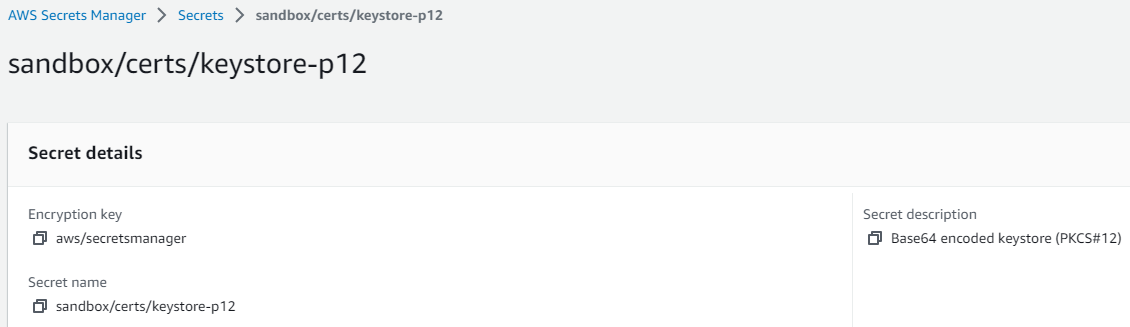 AWS Secrets Manager > Secrets > sandbox/certs/keystore-p12
sandbox/certs/keystore-p12
Secret details
Encryption key
aws/secretsmanager
Secret description
Base64 encoded keystore (PKCS#12)
Secret name
sandbox/certs/keystore-p12